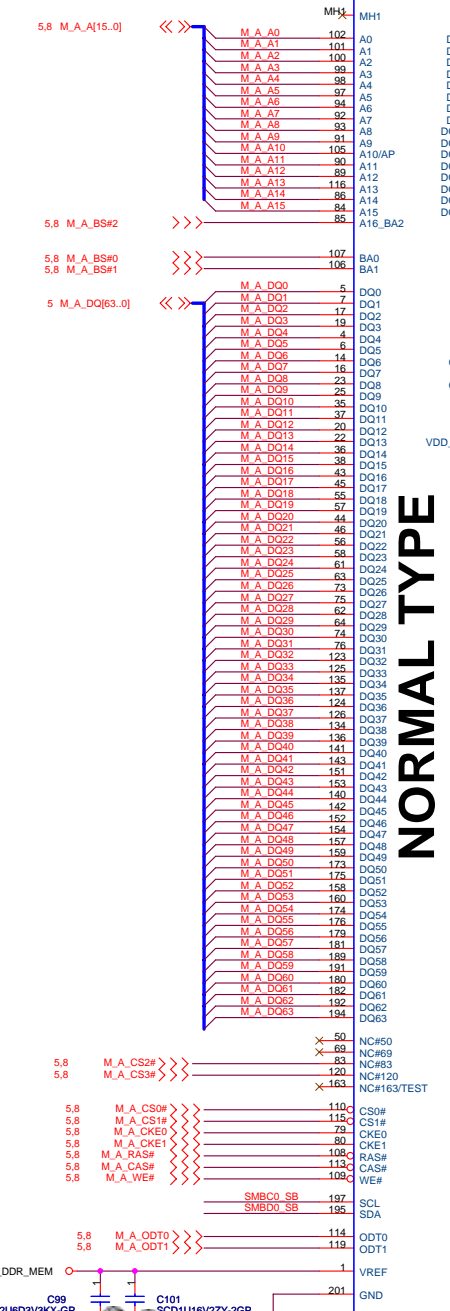 MH1 MH1
5,8 M_A_A[15..0]
M_A_A0 102 A0
M_A_A1 101 A1
M_A_A2 100 A2
M_A_A3 99 A3
M_A_A4 98 A4
M_A_A5 97 A5
M_A_A6 94 A6
M_A_A7 92 A7
M_A_A8 93 A8
M_A_A9 91 A9
M_A_A10 105 A10/AP
M_A_A11 90 A11
M_A_A12 89 A12
M_A_A13 116 A13
M_A_A14 86 A14
M_A_A15 84 A15
5,8 M_A_BS#2 85 A16_BA2
5,8 M_A_BS#0 107 BA0
5,8 M_A_BS#1 106 BA1
5 M_A_DQ[63..0]
M_A_DQ0 5 DQ0
M_A_DQ1 7 DQ1
M_A_DQ2 17 DQ2
M_A_DQ3 19 DQ3
M_A_DQ4 4 DQ4
M_A_DQ5 6 DQ5
M_A_DQ6 14 DQ6
M_A_DQ7 16 DQ7
M_A_DQ8 23 DQ8
M_A_DQ9 25 DQ9
M_A_DQ10 35 DQ10
M_A_DQ11 37 DQ11
M_A_DQ12 20 DQ12
M_A_DQ13 22 DQ13
M_A_DQ14 36 DQ14
M_A_DQ15 38 DQ15
M_A_DQ16 43 DQ16
M_A_DQ17 45 DQ17
M_A_DQ18 55 DQ18
M_A_DQ19 57 DQ19
M_A_DQ20 44 DQ20
M_A_DQ21 46 DQ21
M_A_DQ22 56 DQ22
M_A_DQ23 58 DQ23
M_A_DQ24 61 DQ24
M_A_DQ25 63 DQ25
M_A_DQ26 73 DQ26
M_A_DQ27 75 DQ27
M_A_DQ28 62 DQ28
M_A_DQ29 64 DQ29
M_A_DQ30 74 DQ30
M_A_DQ31 76 DQ31
M_A_DQ32 123 DQ32
M_A_DQ33 125 DQ33
M_A_DQ34 135 DQ34
M_A_DQ35 137 DQ35
M_A_DQ36 124 DQ36
M_A_DQ37 126 DQ37
M_A_DQ38 134 DQ38
M_A_DQ39 136 DQ39
M_A_DQ40 141 DQ40
M_A_DQ41 143 DQ41
M_A_DQ42 151 DQ42
M_A_DQ43 153 DQ43
M_A_DQ44 140 DQ44
M_A_DQ45 142 DQ45
M_A_DQ46 152 DQ46
M_A_DQ47 154 DQ47
M_A_DQ48 157 DQ48
M_A_DQ49 159 DQ49
M_A_DQ50 173 DQ50
M_A_DQ51 175 DQ51
M_A_DQ52 158 DQ52
M_A_DQ53 160 DQ53
M_A_DQ54 174 DQ54
M_A_DQ55 176 DQ55
M_A_DQ56 179 DQ56
M_A_DQ57 181 DQ57
M_A_DQ58 189 DQ58
M_A_DQ59 191 DQ59
M_A_DQ60 180 DQ60
M_A_DQ61 182 DQ61
M_A_DQ62 192 DQ62
M_A_DQ63 194 DQ63
VDD_
NORMAL TYPE
50 NC#50
69 NC#69
5,8 M_A_CS2# 83 NC#83
5,8 M_A_CS3# 120 NC#120
163 NC#163/TEST
5,8 M_A_CS0# 110 CS0#
5,8 M_A_CS1# 115 CS1#
5,8 M_A_CKE0 79 CKE0
5,8 M_A_CKE1 80 CKE1
5,8 M_A_RAS# 108 RAS#
5,8 M_A_CAS# 113 CAS#
5,8 M_A_WE# 109 WE#
SMBC0_SB 197 SCL
SMBD0_SB 195 SDA
5,8 M_A_ODT0 114 ODT0
5,8 M_A_ODT1 119 ODT1
_DDR_MEM 1 VREF
201 GND
1 1
C99 C101